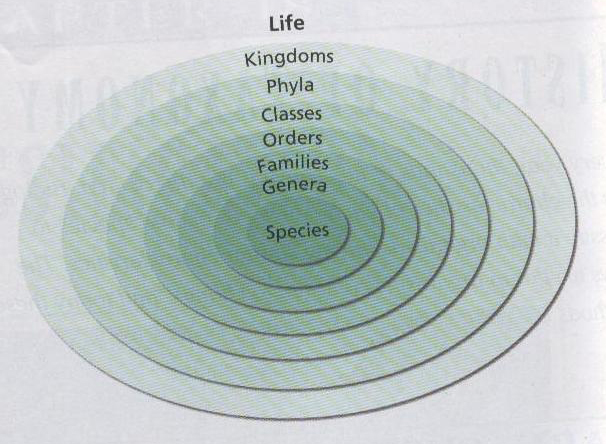 Life
Kingdoms
Phyla
Classes
Orders
Families
Genera
Species